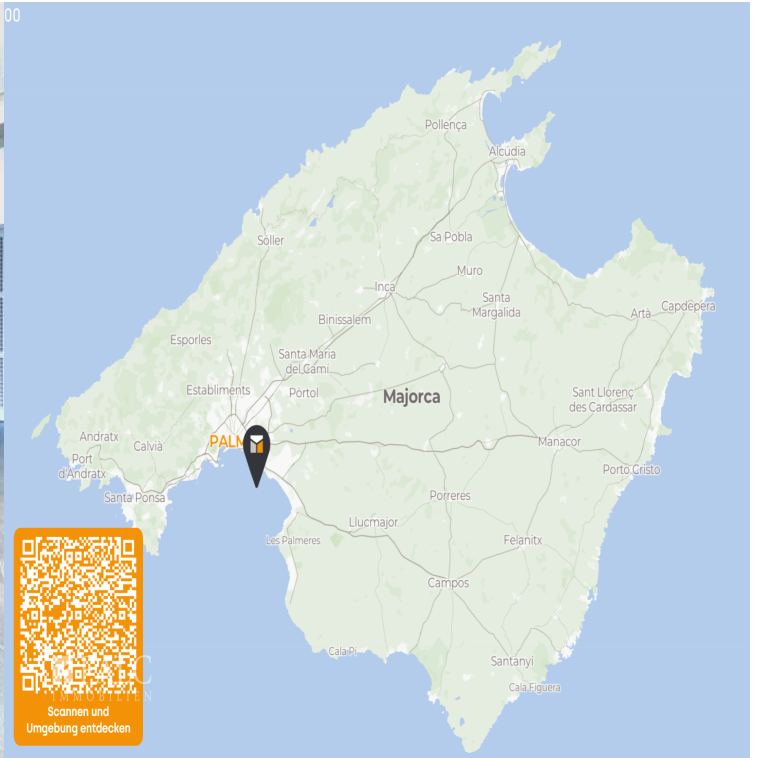 00
Pollença
Alcúdia
Sóller
Sa Pobla
Muro
Inca
Santa
Margalida
Binissalem
Artà
Capdepera
Esporles
Santa Maria
del Camí
Establiments
Pòrtol
Majorca
Sant Llorenç
des Cardassar
Andratx
Calvià
PALM
Manacor
Port
d'Andratx
Porto Cristo
Santa Ponsa
Porreres
Llucmajor
Les Palmeres
Felanitx
Campos
Cala Pi
Santanyí
Cala Figuera
IMMOBILIEN
Scannen und
Umgebung entdecken